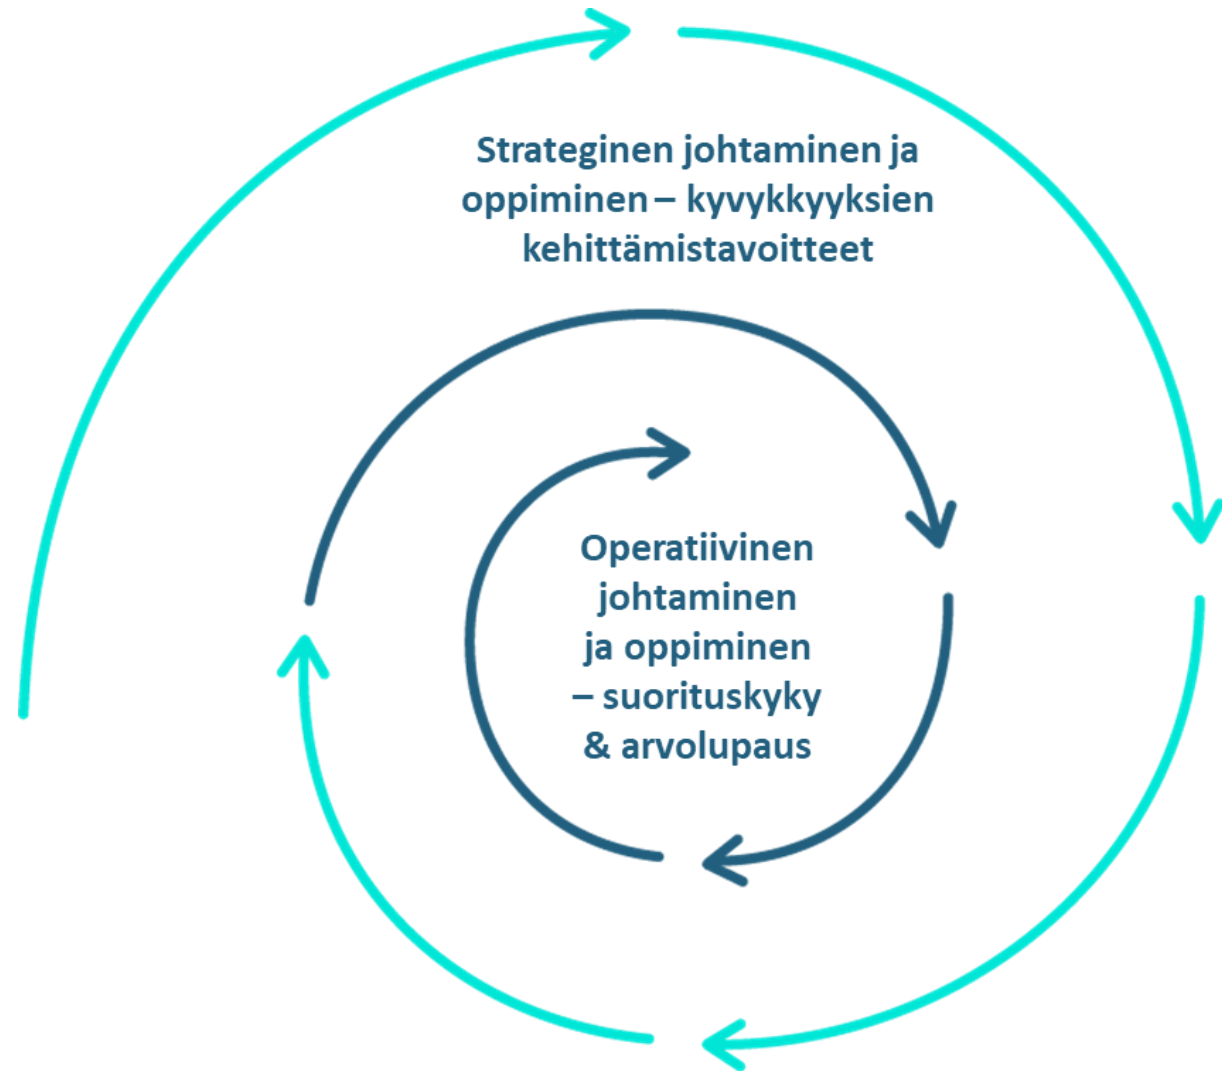 Strateginen johtaminen ja
oppiminen – kyvykkyyksien
kehittämistavoitteet
Operatiivinen
johtaminen
ja oppiminen
– suorituskyky
& arvolupaus